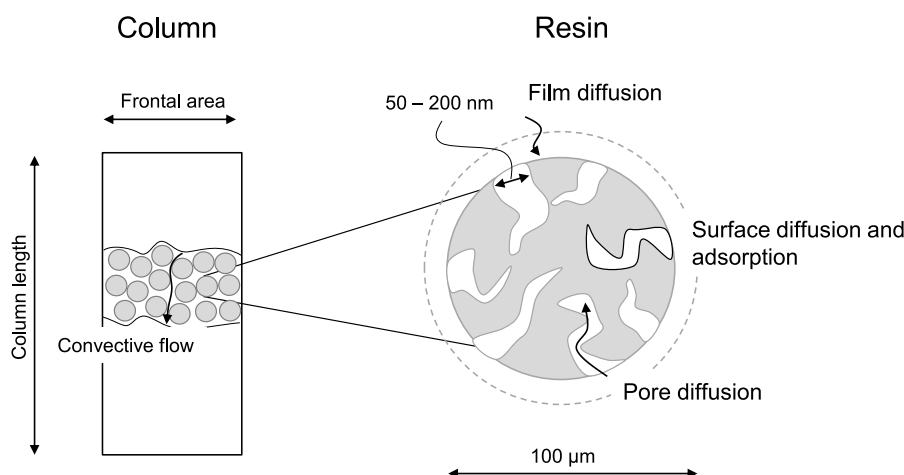 Column
Resin
Frontal area
50 – 200 nm
Film diffusion
Column length
Surface diffusion and
adsorption
Convective flow
Pore diffusion
100 µm